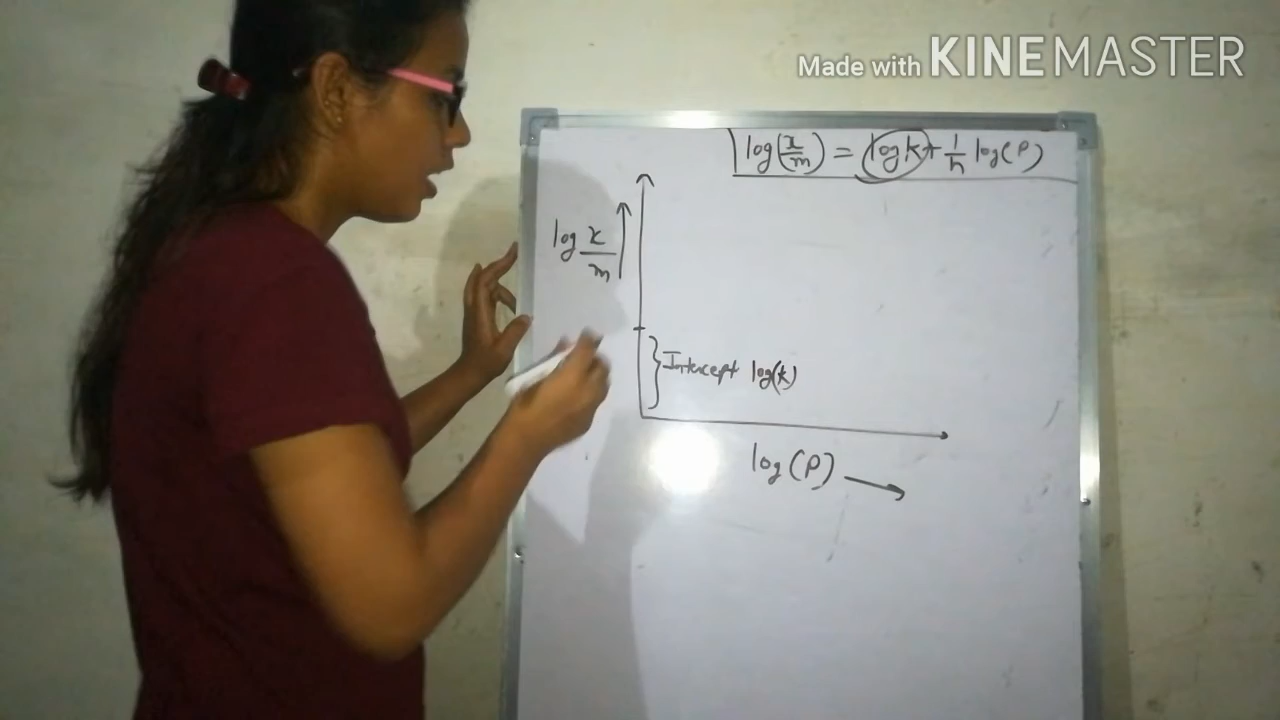 Made with KINEMASTER
log(x/m) = log k + 1/n log(P)
log x/m
Intercept log(k)
log(P)